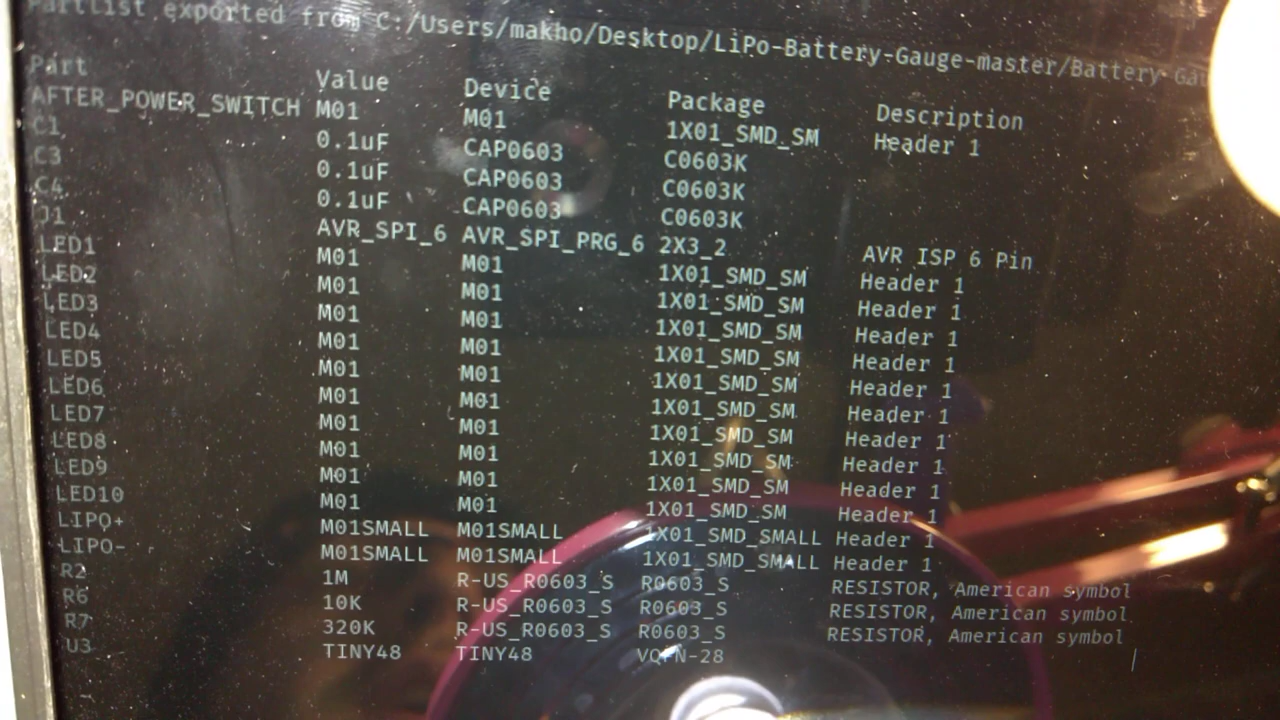 Partlist exported from C:/Users/makho/Desktop/LiPo-Battery-Gauge-master/Battery
Part Value Device Package Description
AFTER_POWER_SWITCH M01 M01 1X01_SMD_SM Header 1
C1 0.1uF CAP0603 C0603K
C3 0.1uF CAP0603 C0603K
C4 0.1uF CAP0603 C0603K
J1 AVR_SPI_6 AVR_SPI_PRG_6 2X3_2 AVR ISP 6 Pin
LED1 M01 M01 1X01_SMD_SM Header 1
LED2 M01 M01 1X01_SMD_SM Header 1
LED3 M01 M01 1X01_SMD_SM Header 1
LED4 M01 M01 1X01_SMD_SM Header 1
LED5 M01 M01 1X01_SMD_SM Header 1
LED6 M01 M01 1X01_SMD_SM Header 1
LED7 M01 M01 1X01_SMD_SM Header 1
LED8 M01 M01 1X01_SMD_SM Header 1
LED9 M01 M01 1X01_SMD_SM Header 1
LED10 M01 M01 1X01_SMD_SM Header 1
LIPO+ M01SMALL M01SMALL 1X01_SMD_SMALL Header 1
LIPO- M01SMALL M01SMALL 1X01_SMD_SMALL Header 1
R2 1M R-US_R0603_S R0603_S RESISTOR, American symbol
R6 10K R-US_R0603_S R0603_S RESISTOR, American symbol
R7 320K R-US_R0603_S R0603_S RESISTOR, American symbol
U3 TINY48 TINY48 VQFN-28